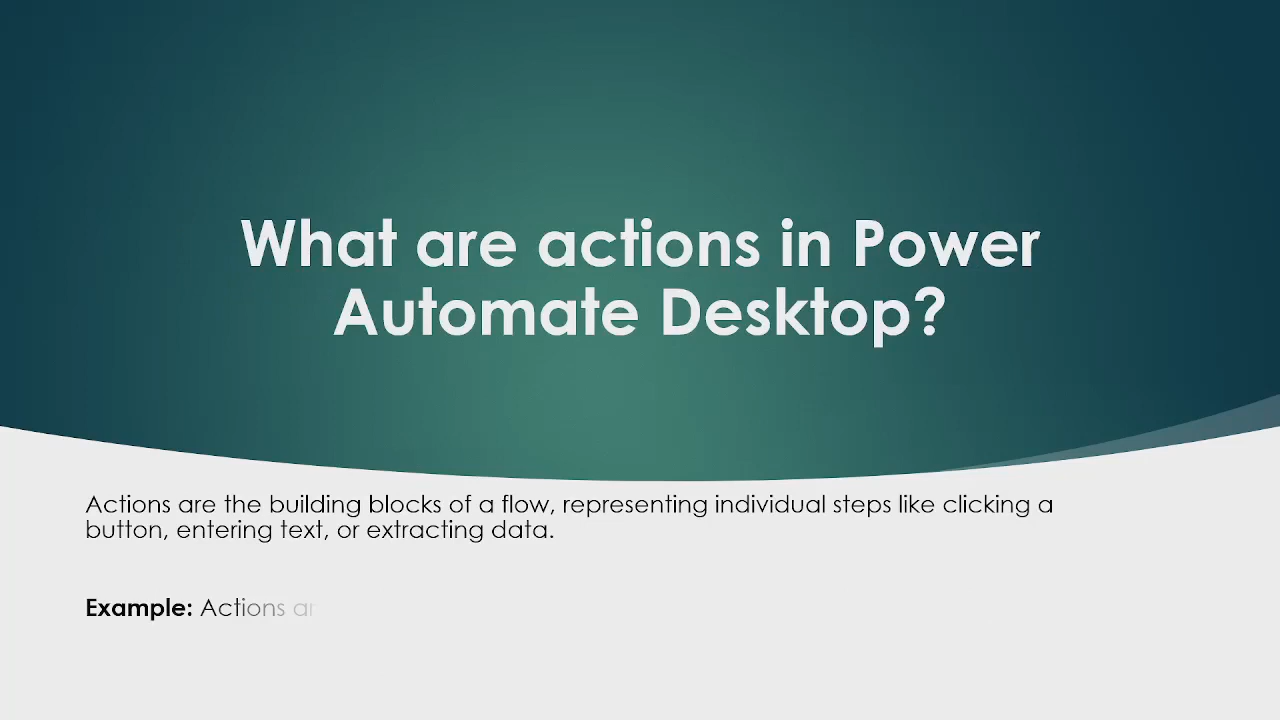 What are actions in Power
Automate Desktop?
Actions are the building blocks of a flow, representing individual steps like clicking a
button, entering text, or extracting data.
Example: Actions